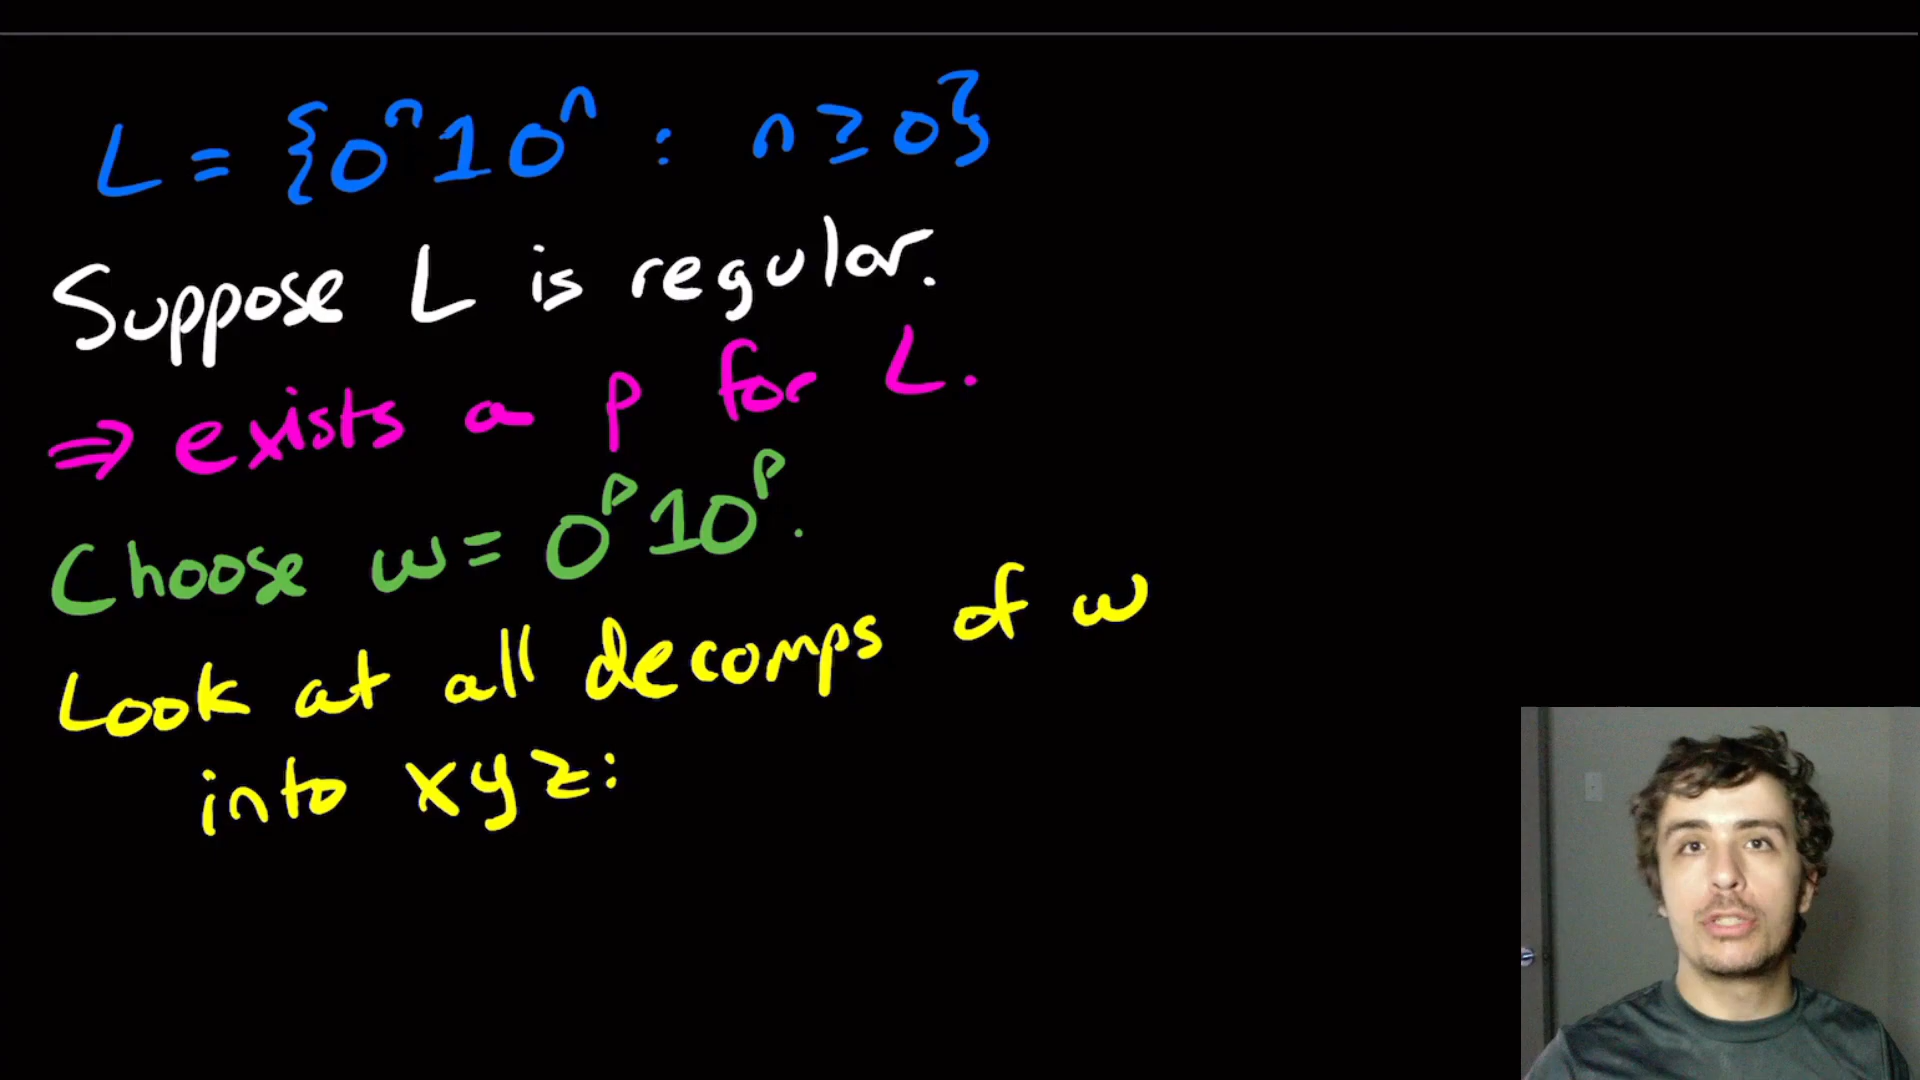 L = {0ⁿ10ⁿ : n ≥ 0}
Suppose L is regular.
⇒ exists a p for L.
Choose w = 0ᵖ10ᵖ.
Look at all decomps of w
into xyz: